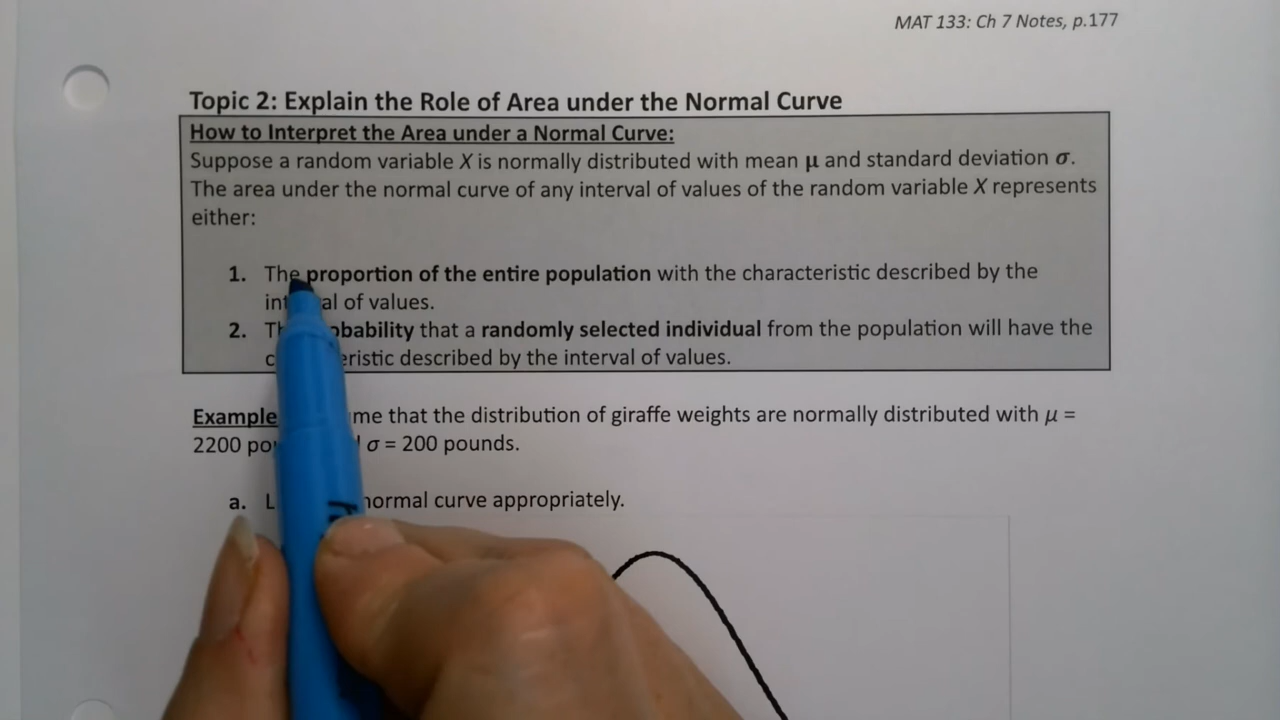 MAT 133: Ch 7 Notes, p.177
Topic 2: Explain the Role of Area under the Normal Curve
How to Interpret the Area under a Normal Curve:
Suppose a random variable X is normally distributed with mean μ and standard deviation σ.
The area under the normal curve of any interval of values of the random variable X represents
either:
1. The proportion of the entire population with the characteristic described by the
of values.
2. that a randomly selected individual from the population will have the
described by the interval of values.
Example that the distribution of giraffe weights are normally distributed with μ =
2200 σ = 200 pounds.
a. normal curve appropriately.